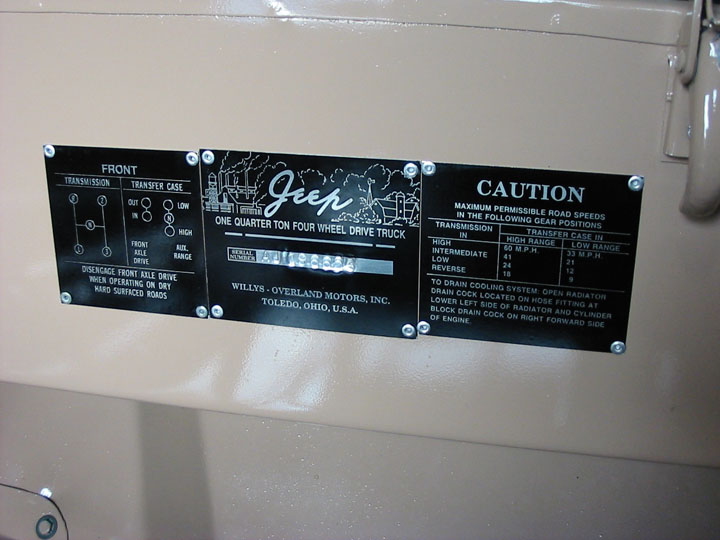 FRONT
TRANSMISSION TRANSFER CASE
R 2
N
1 3
OUT
IN
LOW
N
HIGH
FRONT
AXLE
DRIVE
AUX.
RANGE
DISENGAGE FRONT AXLE DRIVE
WHEN OPERATING ON DRY
HARD SURFACED ROADS
Jeep
ONE QUARTER TON FOUR WHEEL DRIVE TRUCK
SERIAL
NUMBER
WILLYS - OVERLAND MOTORS, INC.
TOLEDO, OHIO, U.S.A.
CAUTION
MAXIMUM PERMISSIBLE ROAD SPEEDS
IN THE FOLLOWING GEAR POSITIONS
TRANSMISSION
IN
TRANSFER CASE IN
HIGH RANGE LOW RANGE
HIGH 60 M.P.H. 33 M.P.H.
INTERMEDIATE 41 21
LOW 24 12
REVERSE 18 9
TO DRAIN COOLING SYSTEM: OPEN RADIATOR
DRAIN COCK LOCATED ON HOSE FITTING AT
LOWER LEFT SIDE OF RADIATOR AND CYLINDER
BLOCK DRAIN COCK ON RIGHT FORWARD SIDE
OF ENGINE.